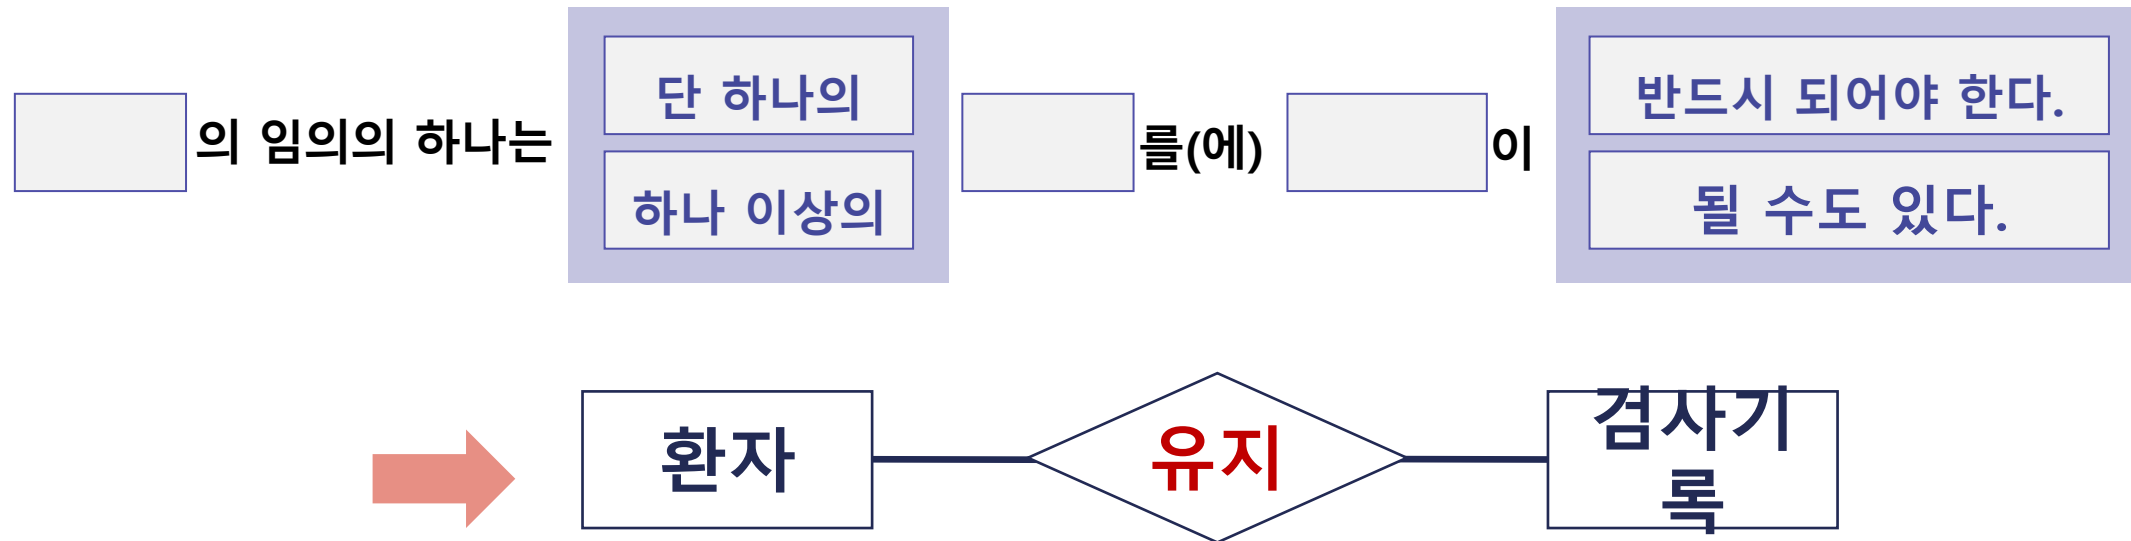 의 임의의 하나는
단 하나의
하나 이상의
를(에)
이
반드시 되어야 한다.
될 수도 있다.
환자
유지
검사기
록